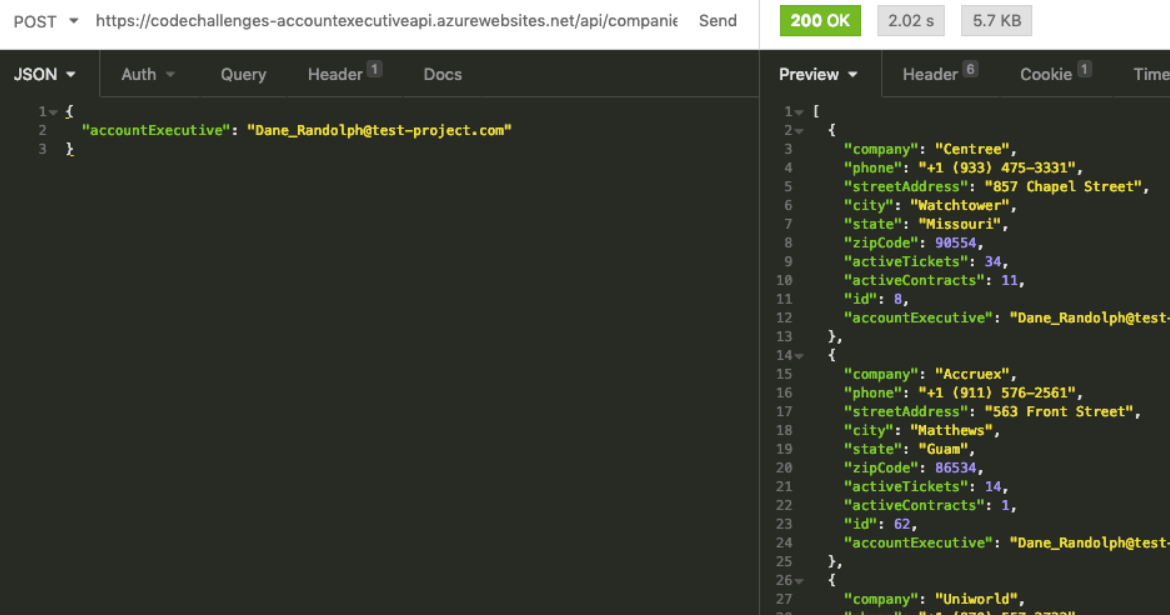 POST https://codechallenges-accountexecutiveapi.azurewebsites.net/api/companie Send 200 OK 2.02 s 5.7 KB
JSON Auth Query Header 1 Docs
1 {
2 "accountExecutive": "Dane_Randolph@test-project.com"
3 }
Preview Header 6 Cookie 1 Time
1 [
2 {
3 "company": "Centree",
4 "phone": "+1 (933) 475-3331",
5 "streetAddress": "857 Chapel Street",
6 "city": "Watchtower",
7 "state": "Missouri",
8 "zipCode": 90554,
9 "activeTickets": 34,
10 "activeContracts": 11,
11 "id": 8,
12 "accountExecutive": "Dane_Randolph@test-
13 },
14 {
15 "company": "Accruex",
16 "phone": "+1 (911) 576-2561",
17 "streetAddress": "563 Front Street",
18 "city": "Matthews",
19 "state": "Guam",
20 "zipCode": 86534,
21 "activeTickets": 14,
22 "activeContracts": 1,
23 "id": 62,
24 "accountExecutive": "Dane_Randolph@test-
25 },
26 {
27 "company": "Uniworld",